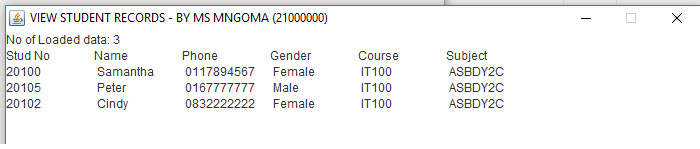 VIEW STUDENT RECORDS - BY MS MNGOMA (21000000)
No of Loaded data: 3
Stud No Name Phone Gender Course Subject
20100 Samantha 0117894567 Female IT100 ASBDY2C
20105 Peter 0167777777 Male IT100 ASBDY2C
20102 Cindy 0832222222 Female IT100 ASBDY2C